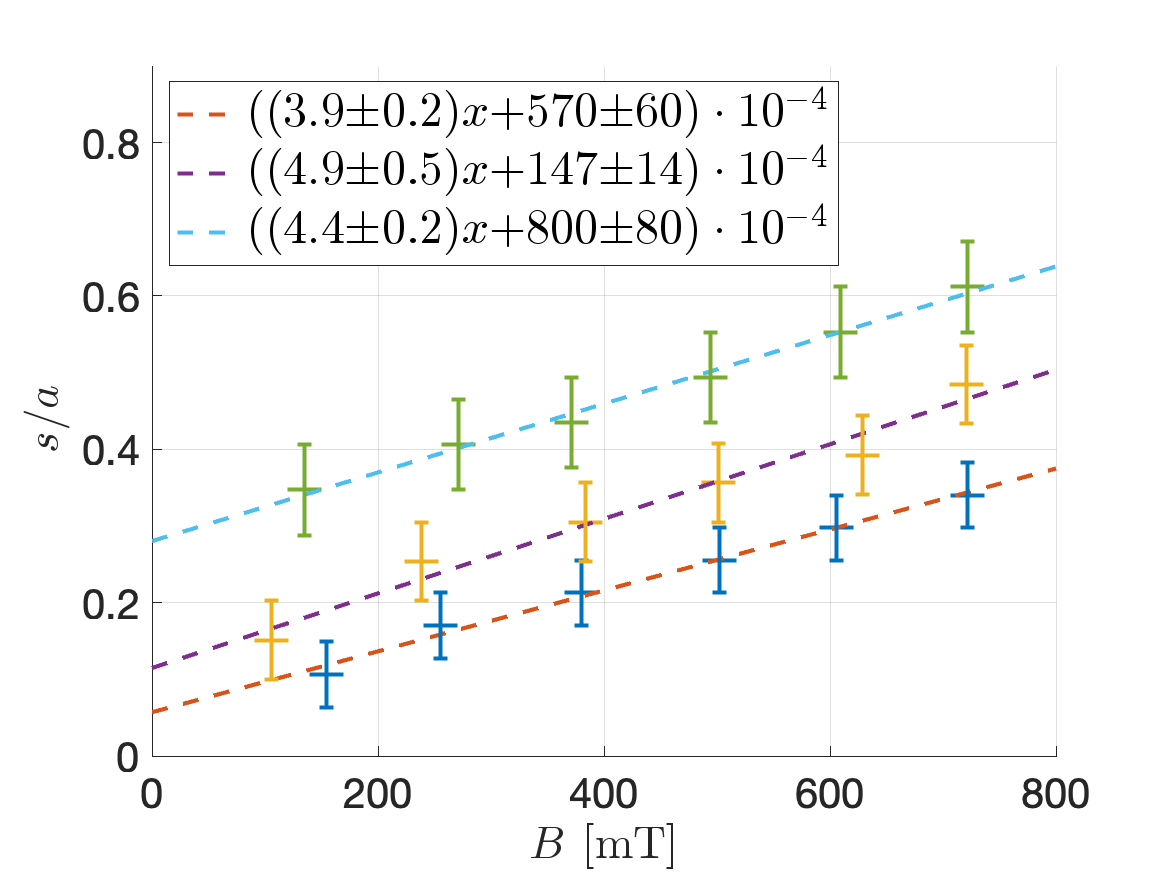 ((3.9±0.2)x+570±60) · 10⁻⁴
((4.9±0.5)x+147±14) · 10⁻⁴
((4.4±0.2)x+800±80) · 10⁻⁴
0.8
0.6
0.4
0.2
0
s/a
0 200 400 600 800
B [mT]